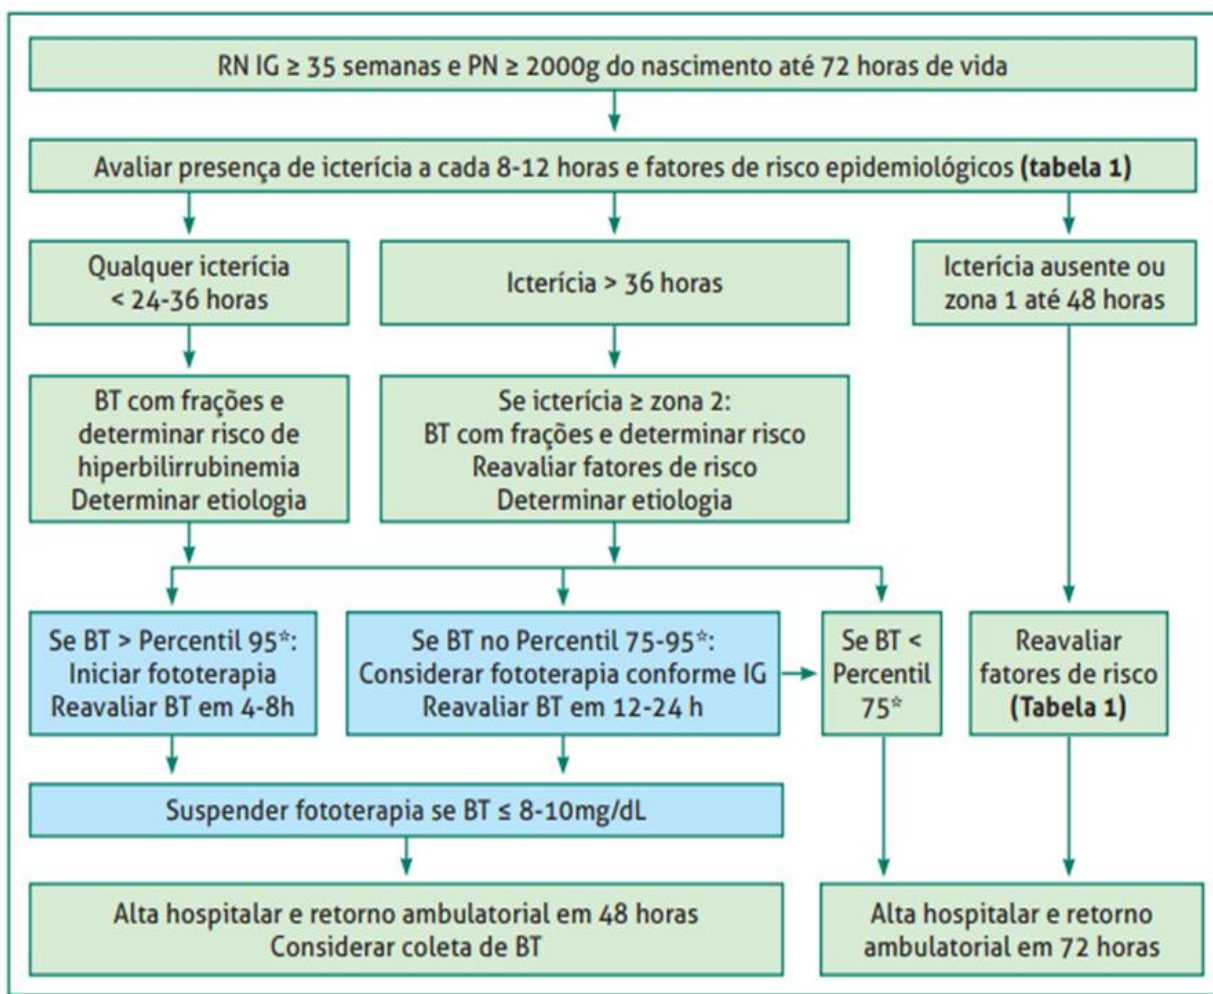 RN IG ≥ 35 semanas e PN ≥ 2000g do nascimento até 72 horas de vida
Avaliar presença de icterícia a cada 8-12 horas e fatores de risco epidemiológicos (tabela 1)
Qualquer icterícia
< 24-36 horas
Icterícia > 36 horas
Icterícia ausente ou
zona 1 até 48 horas
BT com frações e
determinar risco de
hiperbilirrubinemia
Determinar etiologia
Se icterícia ≥ zona 2:
BT com frações e determinar risco
Reavaliar fatores de risco
Determinar etiologia
Se BT > Percentil 95☆:
Iniciar fototerapia
Reavaliar BT em 4-8h
Se BT no Percentil 75-95☆:
Considerar fototerapia conforme IG
Reavaliar BT em 12-24 h
Se BT <
Percentil
75☆
Reavaliar
fatores de risco
(Tabela 1)
Suspender fototerapia se BT ≤ 8-10mg/dL
Alta hospitalar e retorno ambulatorial em 48 horas
Considerar coleta de BT
Alta hospitalar e retorno
ambulatorial em 72 horas